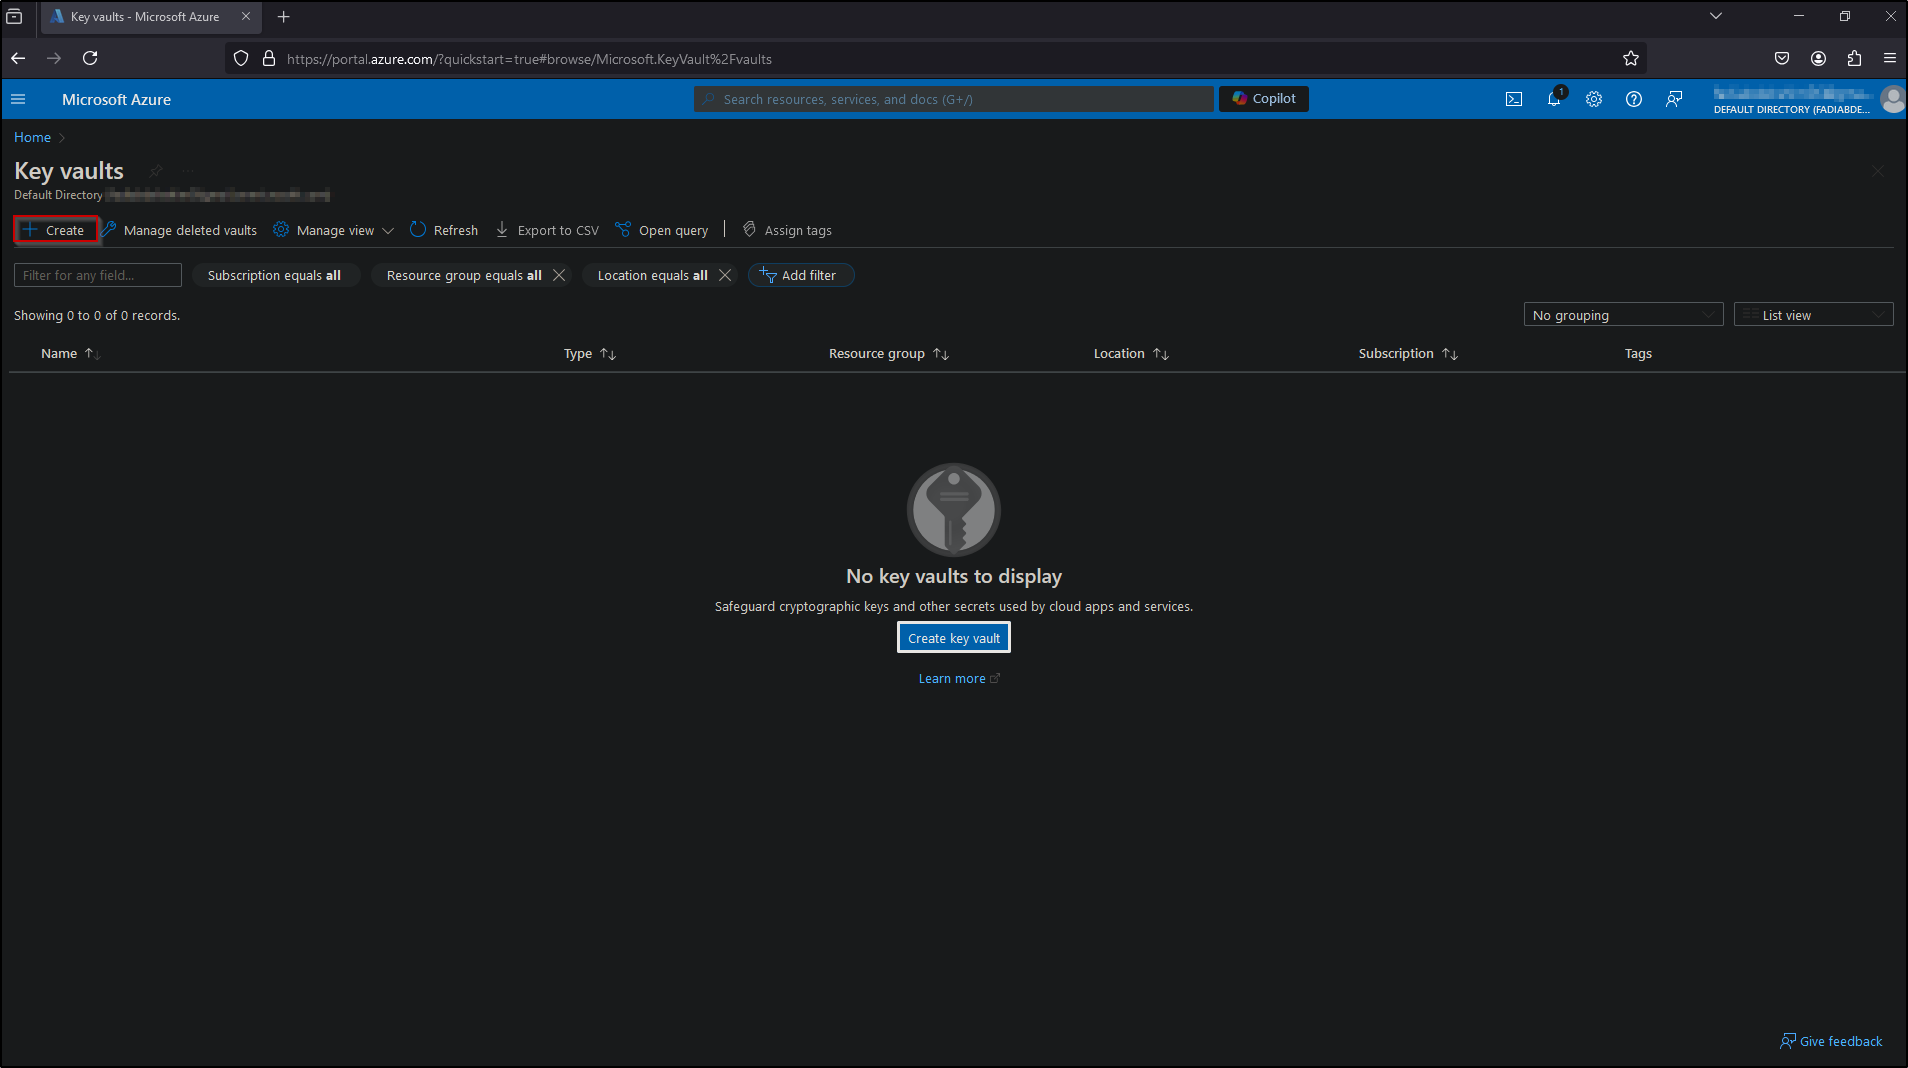 Key vaults - Microsoft Azure
https://portal.azure.com/?quickstart=true#browse/Microsoft.KeyVault%2Fvaults
Microsoft Azure
Search resources, services, and docs (G+/)
Copilot
1
DEFAULT DIRECTORY (FADIABDE...
Home
Key vaults
Default Directory
Create
Manage deleted vaults
Manage view
Refresh
Export to CSV
Open query
Assign tags
Filter for any field...
Subscription equals all
Resource group equals all
Location equals all
Add filter
Showing 0 to 0 of 0 records.
No grouping
List view
Name
Type
Resource group
Location
Subscription
Tags
No key vaults to display
Safeguard cryptographic keys and other secrets used by cloud apps and services.
Create key vault
Learn more
Give feedback